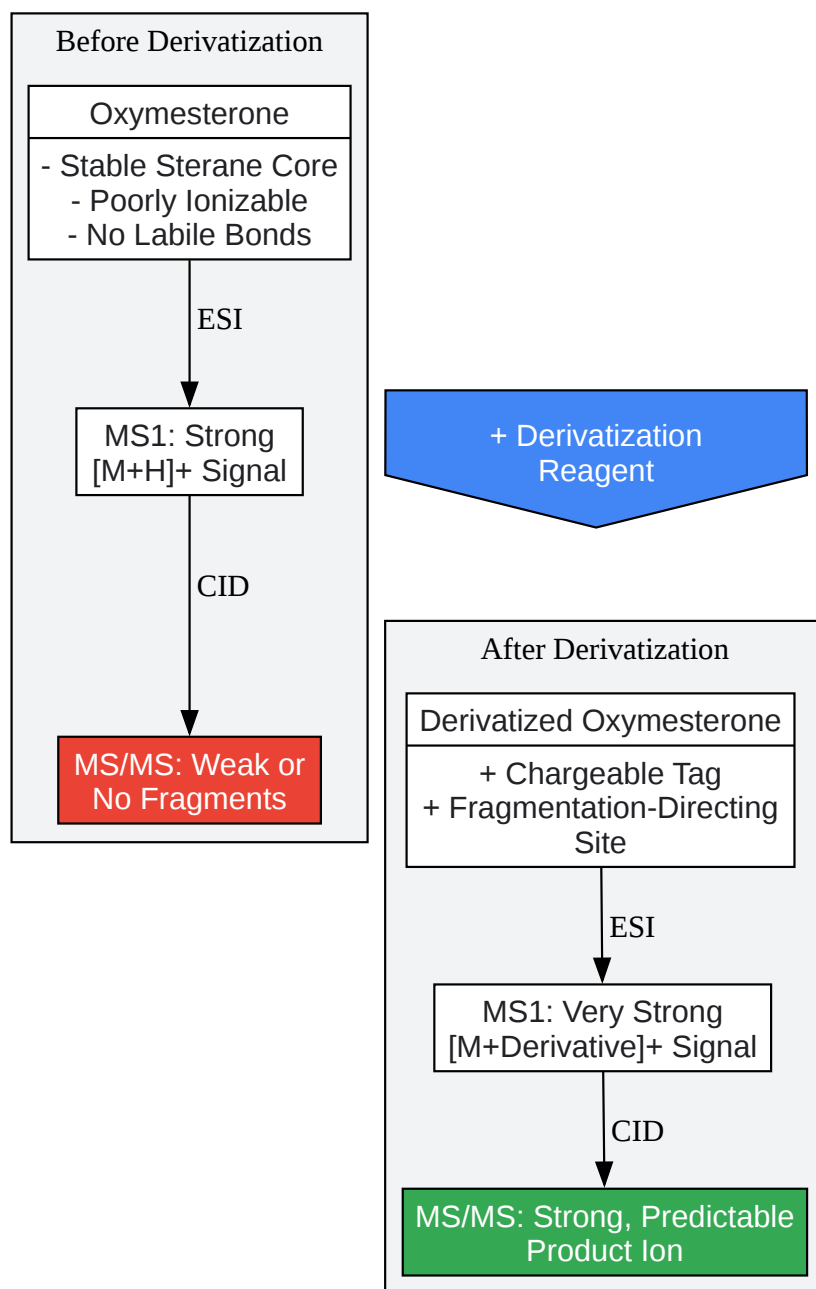 Before Derivatization
Oxymesterone
- Stable Sterane Core
- Poorly Ionizable
- No Labile Bonds
ESI
MS1: Strong
[M+H]+ Signal
CID
MS/MS: Weak or
No Fragments
+ Derivatization
Reagent
After Derivatization
Derivatized Oxymesterone
+ Chargeable Tag
+ Fragmentation-Directing
Site
ESI
MS1: Very Strong
[M+Derivative]+ Signal
CID
MS/MS: Strong, Predictable
Product Ion